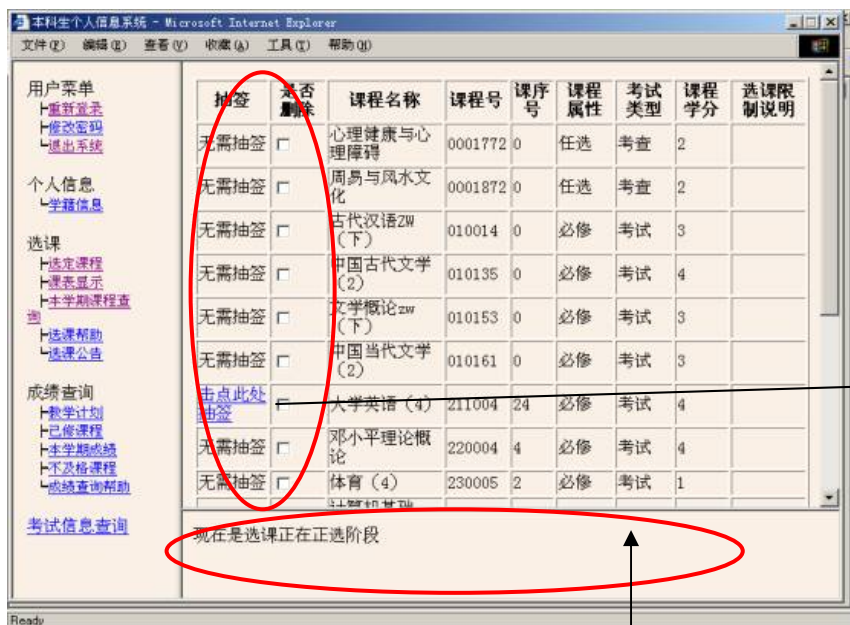 本科生个人信息系统 - Microsoft Internet Explorer
文件(F) 编辑(E) 查看(V) 收藏(A) 工具(T) 帮助(H)
用户菜单
重新登录
修改密码
退出系统
个人信息
学籍信息
选课
选定课程
课表显示
本学期课程查
询
选课帮助
选课公告
成绩查询
教学计划
已修课程
本学期成绩
不及格课程
成绩查询帮助
考试信息查询
抽签 是否删除 课程名称 课程号 课序号 课程属性 考试类型 课程学分 选课限制说明
无需抽签 心理健康与心理障碍 0001772 0 任选 考查 2
无需抽签 周易与风水文化 0001872 0 任选 考查 2
无需抽签 古代汉语ZW(下) 010014 0 必修 考试 3
无需抽签 中国古代文学(2) 010135 0 必修 考试 4
无需抽签 文学概论zw(下) 010153 0 必修 考试 3
无需抽签 中国当代文学(2) 010161 0 必修 考试 3
击点此处抽签 大学英语(4) 211004 24 必修 考试 4
无需抽签 邓小平理论概论 220004 4 必修 考试 4
无需抽签 体育(4) 230005 2 必修 考试 1
计算机基础
现在是选课正在正选阶段
Ready